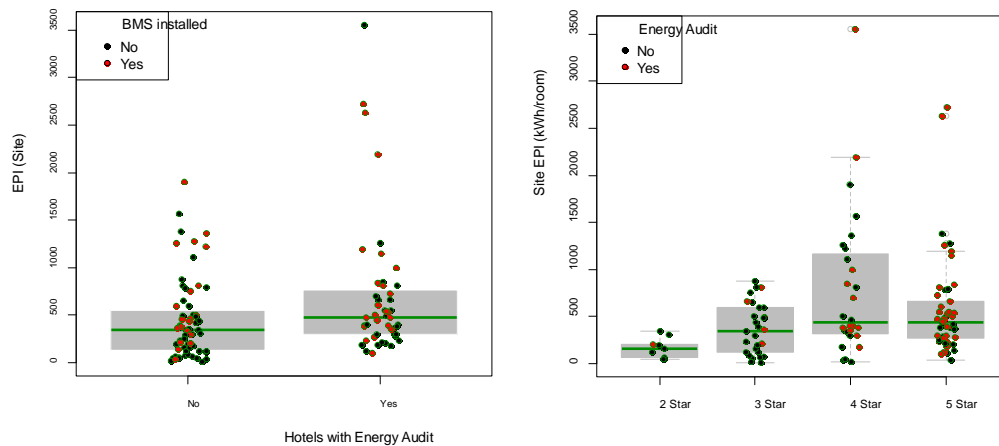 BMS installed
No
Yes
EPI (Site)
3500
3000
2500
2000
1500
1000
500
0
No
Yes
Hotels with Energy Audit
Energy Audit
No
Yes
Site EPI (kWh/room)
3500
3000
2500
2000
1500
1000
500
0
2 Star
3 Star
4 Star
5 Star